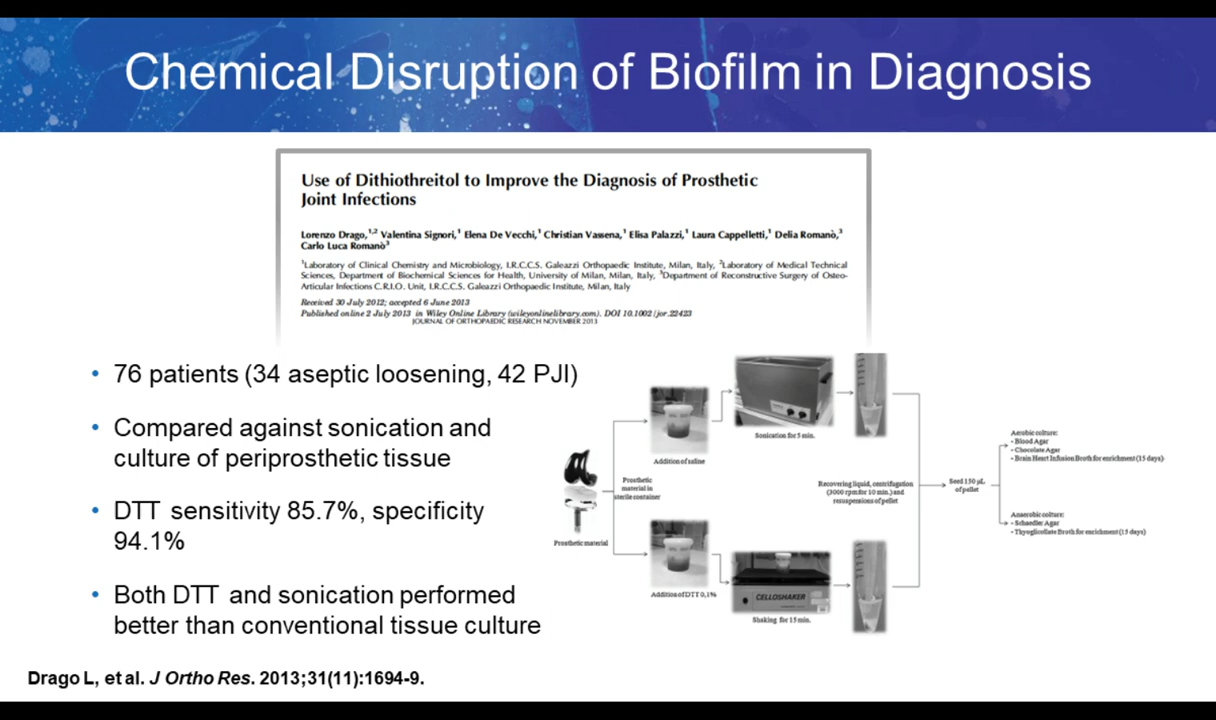 Chemical Disruption of Biofilm in Diagnosis
Use of Dithiothreitol to Improve the Diagnosis of Prosthetic
Joint Infections
Lorenzo Drago,1,2 Valentina Signori,1 Elena De Vecchi,1 Christian Vassena,1 Elisa Palazzi,1 Laura Cappelletti,1 Delia Romanò,3
Carlo Luca Romanò3
1Laboratory of Clinical Chemistry and Microbiology, I.R.C.C.S. Galeazzi Orthopaedic Institute, Milan, Italy, 2Laboratory of Medical Technical
Sciences, Department of Biochemical Sciences for Health, University of Milan, Milan, Italy, 3Department of Reconstructive Surgery of Osteo-
Articular Infections C.R.I.O. Unit, I.R.C.C.S. Galeazzi Orthopaedic Institute, Milan, Italy
Received 30 July 2012; accepted 6 June 2013
Published online 2 July 2013 in Wiley Online Library (wileyonlinelibrary.com). DOI 10.1002/jor.22423
JOURNAL OF ORTHOPAEDIC RESEARCH NOVEMBER 2013
• 76 patients (34 aseptic loosening, 42 PJI)
• Compared against sonication and
culture of periprosthetic tissue
• DTT sensitivity 85.7%, specificity
94.1%
• Both DTT and sonication performed
better than conventional tissue culture
Prosthetic material
Prosthetic
material in
sterile container
Addition of saline
Sonication for 5 min.
Addition of DTT 0,1%
CELLOSHAKER
Shaking for 15 min.
Recovering liquid, centrifugation
(3000 rpm for 10 min.) and
resuspensions of pellet
Seed 150 µL
of pellet
Aerobic culture:
- Blood Agar
- Chocolate Agar
- Brain Heart Infusion Broth for enrichment (15 days)
Anaerobic culture:
- Schaedler Agar
- Thyoglicollate Broth for enrichment (15 days)
Drago L, et al. J Ortho Res. 2013;31(11):1694-9.